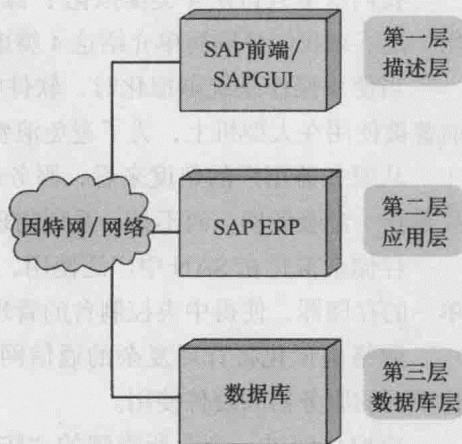 SAP前端/
SAPGUI
第一层
描述层
因特网/网络
SAP ERP
第二层
应用层
数据库
第三层
数据库层